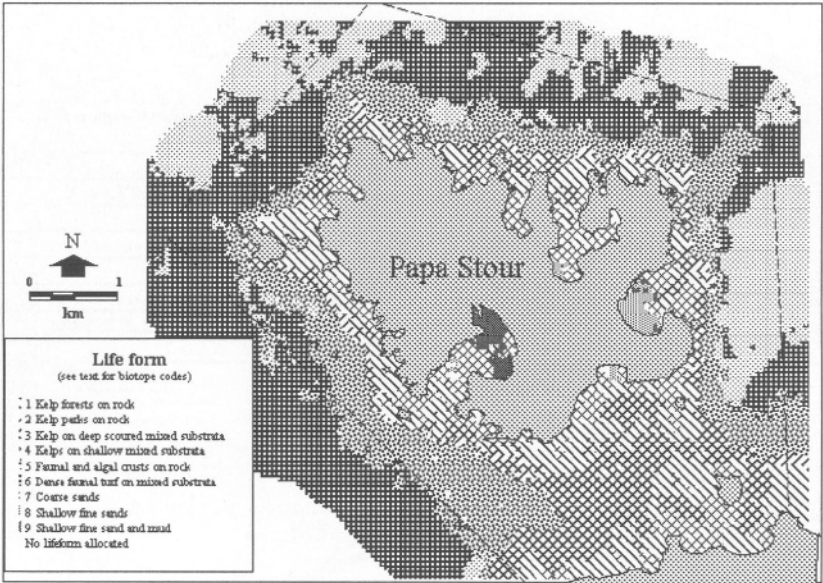 Papa Stour
N
0 1
km
Life form
(see text for biotope codes)
1 Kelp forests on rock
2 Kelp parks on rock
3 Kelp on deep scoured mixed substrata
4 Kelps on shallow mixed substrata
5 Faunal and algal crusts on rock
6 Dense faunal turf on mixed substrata
7 Coarse sands
8 Shallow fine sands
9 Shallow fine sand and mud
No lifeform allocated